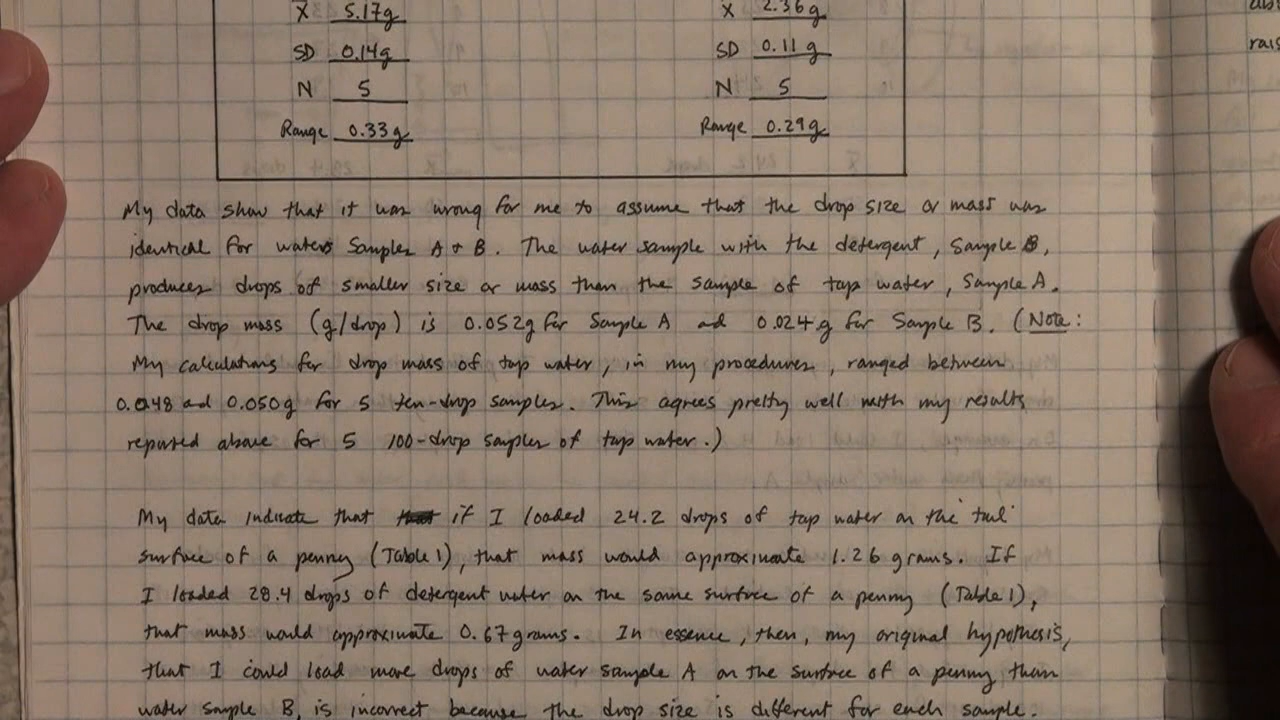 X̄ 5.17g X̄ 2.36g
SD 0.14g SD 0.11 g
N 5 N 5
Range 0.33g Range 0.29g
My data show that it was wrong for me to assume that the drop size or mass was
identical for water Samples A & B. The water sample with the detergent, Sample B,
produces drops of smaller size or mass than the sample of tap water, Sample A.
The drop mass (g/drop) is 0.052g for Sample A and 0.024g for Sample B. (Note:
My calculations for drop mass of tap water, in my procedures, ranged between
0.048 and 0.050g for 5 ten-drop samples. This agrees pretty well with my results
reported above for 5 100-drop samples of tap water.)
My data indicate that if I loaded 24.2 drops of tap water on the tail
surface of a penny (Table 1), that mass would approximate 1.26 grams. If
I loaded 28.4 drops of detergent water on the same surface of a penny (Table 1),
that mass would approximate 0.67 grams. In essence, then, my original hypothesis,
that I could load more drops of water sample A on the surface of a penny than
water sample B, is incorrect because the drop size is different for each sample.